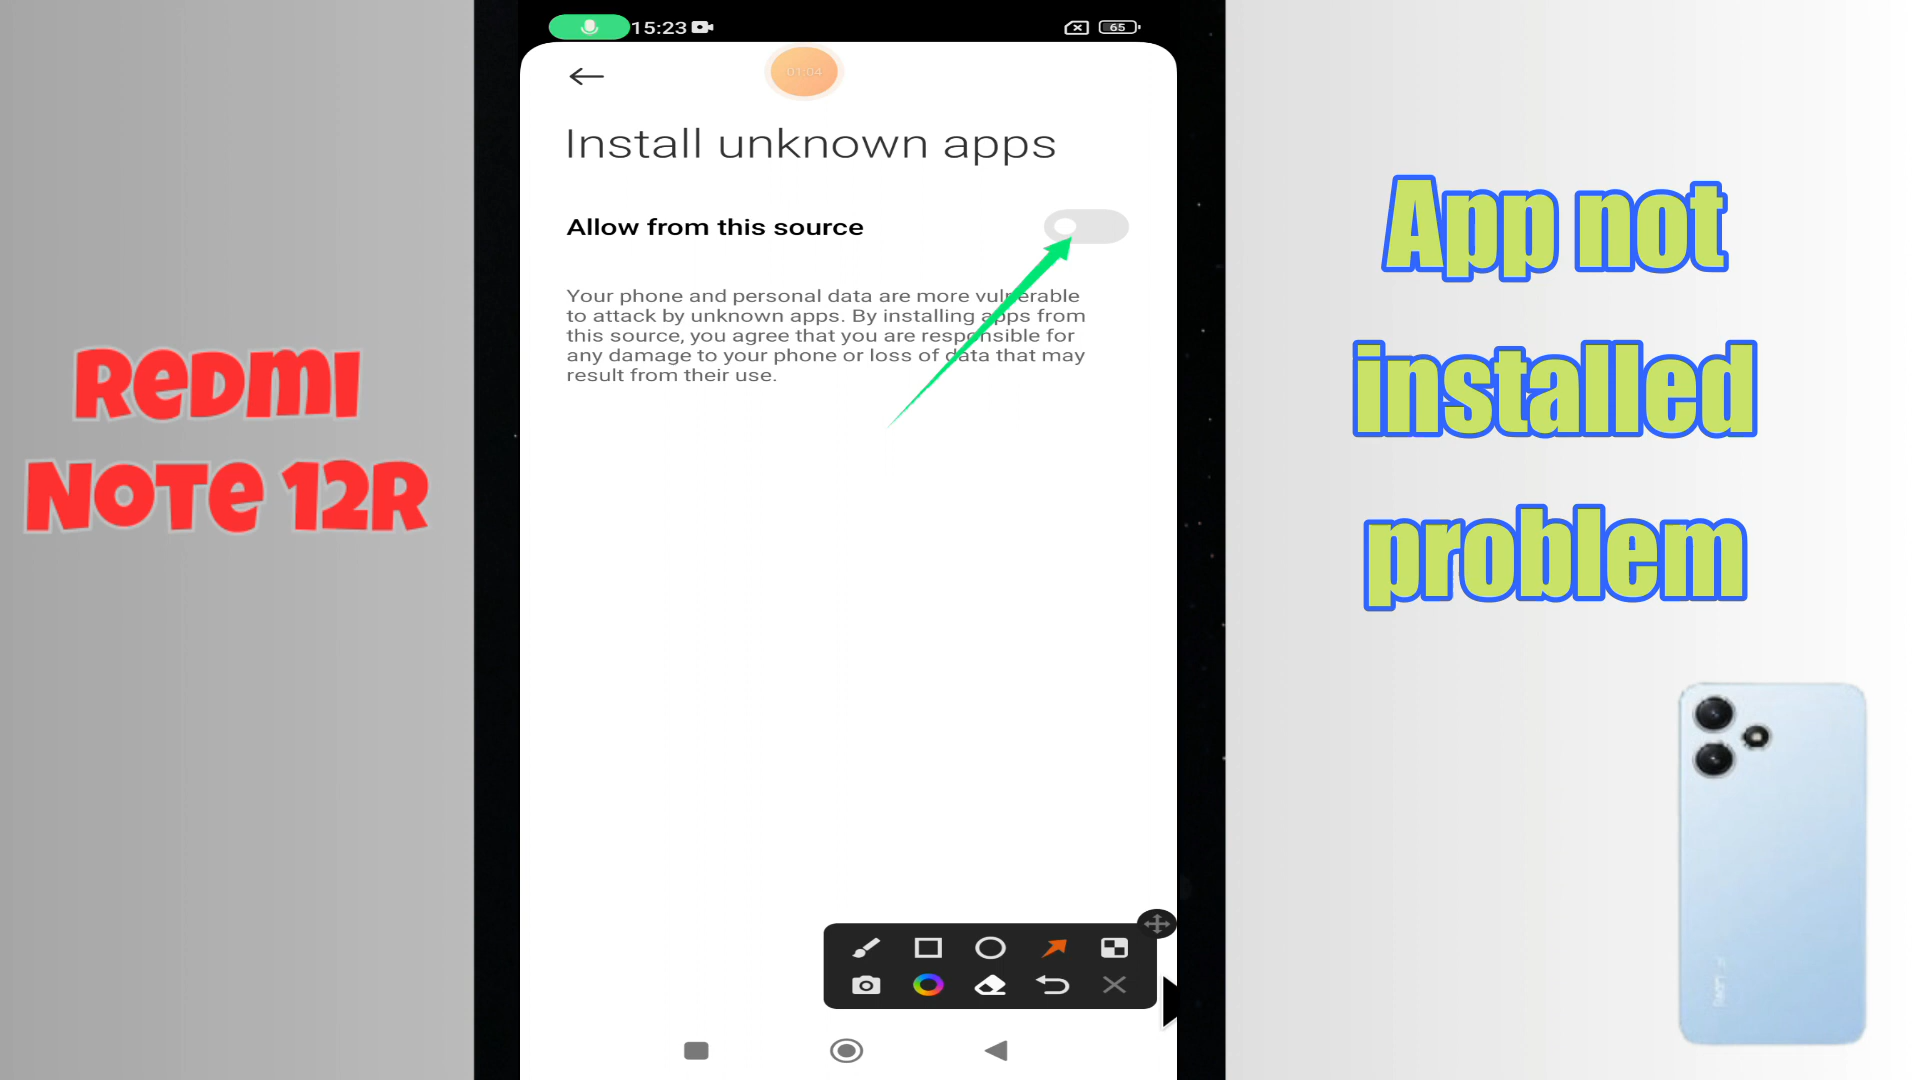 15:23
65
01:04
Install unknown apps
Allow from this source
Your phone and personal data are more vulnerable
to attack by unknown apps. By installing apps from
this source, you agree that you are responsible for
any damage to your phone or loss of data that may
result from their use.
Redmi
Note 12R
App not
installed
problem